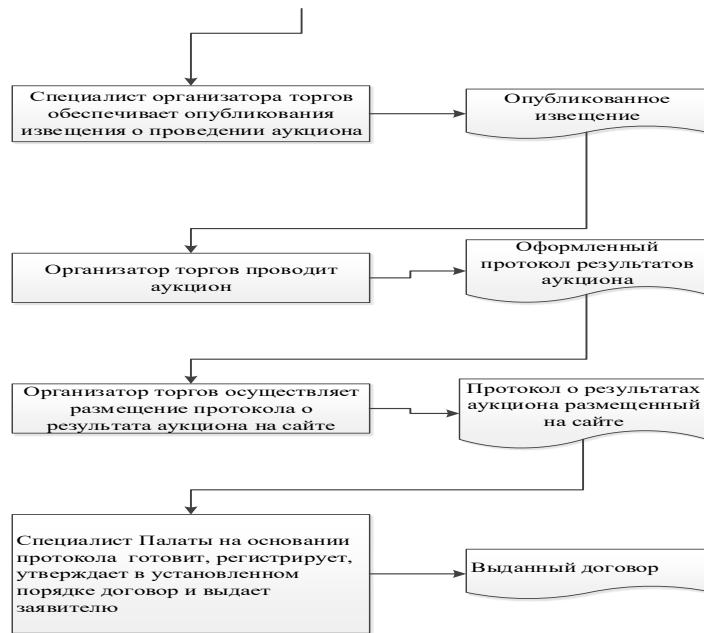 Специалист организатора торгов
обеспечивает опубликования
извещения о проведении аукциона
Опубликованное
извещение
Организатор торгов проводит
аукцион
Оформленный
протокол результатов
аукциона
Организатор торгов осуществляет
размещение протокола о
результата аукциона на сайте
Протокол о результатах
аукциона размещенный
на сайте
Специалист Палаты на основании
протокола готовит, регистрирует,
утверждает в установленном
порядке договор и выдает
заявителю
Выданный договор